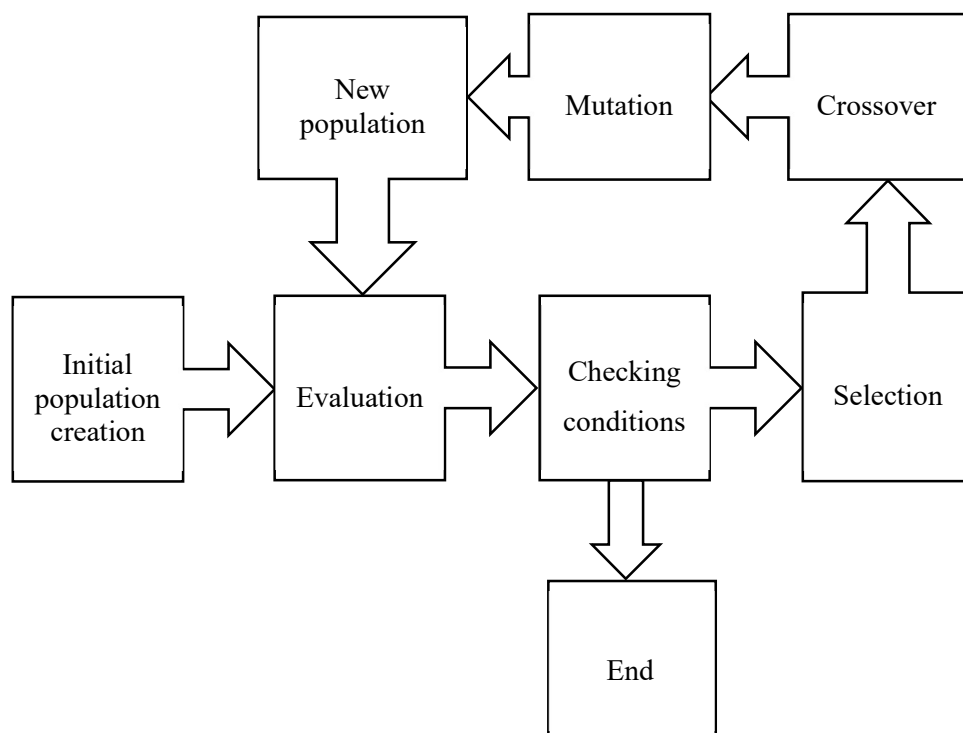 New
population
Mutation
Crossover
Initial
population
creation
Evaluation
Checking
conditions
Selection
End